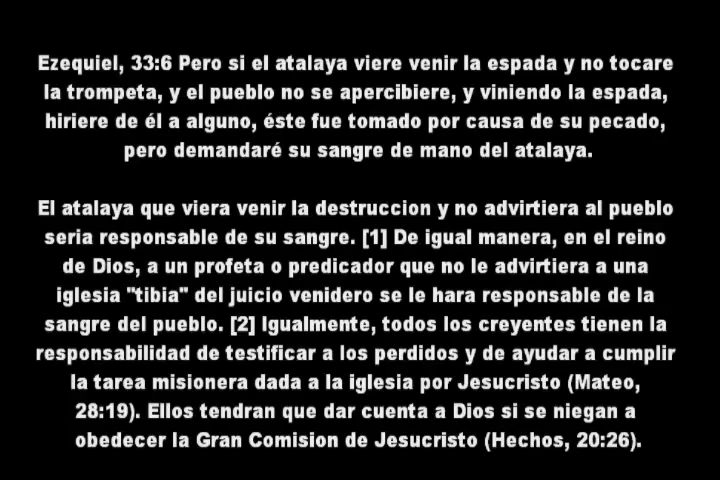 Ezequiel, 33:6 Pero si el atalaya viere venir la espada y no tocare
la trompeta, y el pueblo no se apercibiere, y viniendo la espada,
hiriere de él a alguno, éste fue tomado por causa de su pecado,
pero demandaré su sangre de mano del atalaya.
El atalaya que viera venir la destruccion y no advirtiera al pueblo
seria responsable de su sangre. [1] De igual manera, en el reino
de Dios, a un profeta o predicador que no le advirtiera a una
iglesia "tibia" del juicio venidero se le hara responsable de la
sangre del pueblo. [2] Igualmente, todos los creyentes tienen la
responsabilidad de testificar a los perdidos y de ayudar a cumplir
la tarea misionera dada a la iglesia por Jesucristo (Mateo,
28:19). Ellos tendran que dar cuenta a Dios si se niegan a
obedecer la Gran Comision de Jesucristo (Hechos, 20:26).